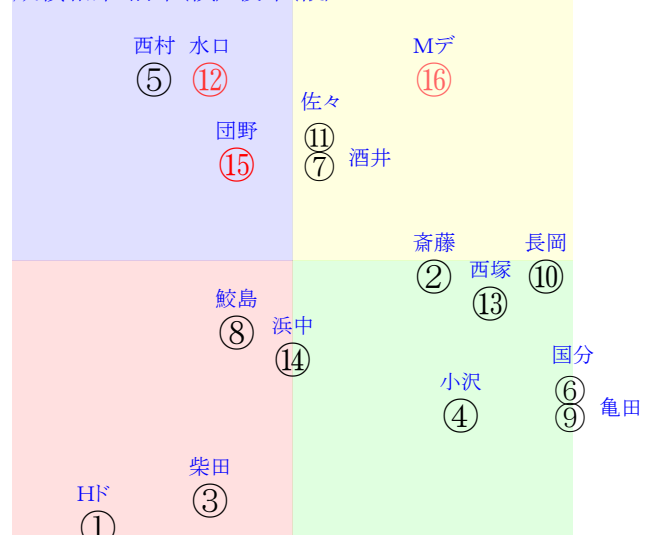 西村 水口 Mデ
⑤ ⑫ ⑯
佐々
団野 ⑪
⑮ ⑦ 酒井
斎藤 長岡
② 西塚 ⑩
⑬
鮫島
⑧ 浜中
⑭ 国分
小沢 ⑥
④ ⑨ 亀田
柴田
Hド ③
①